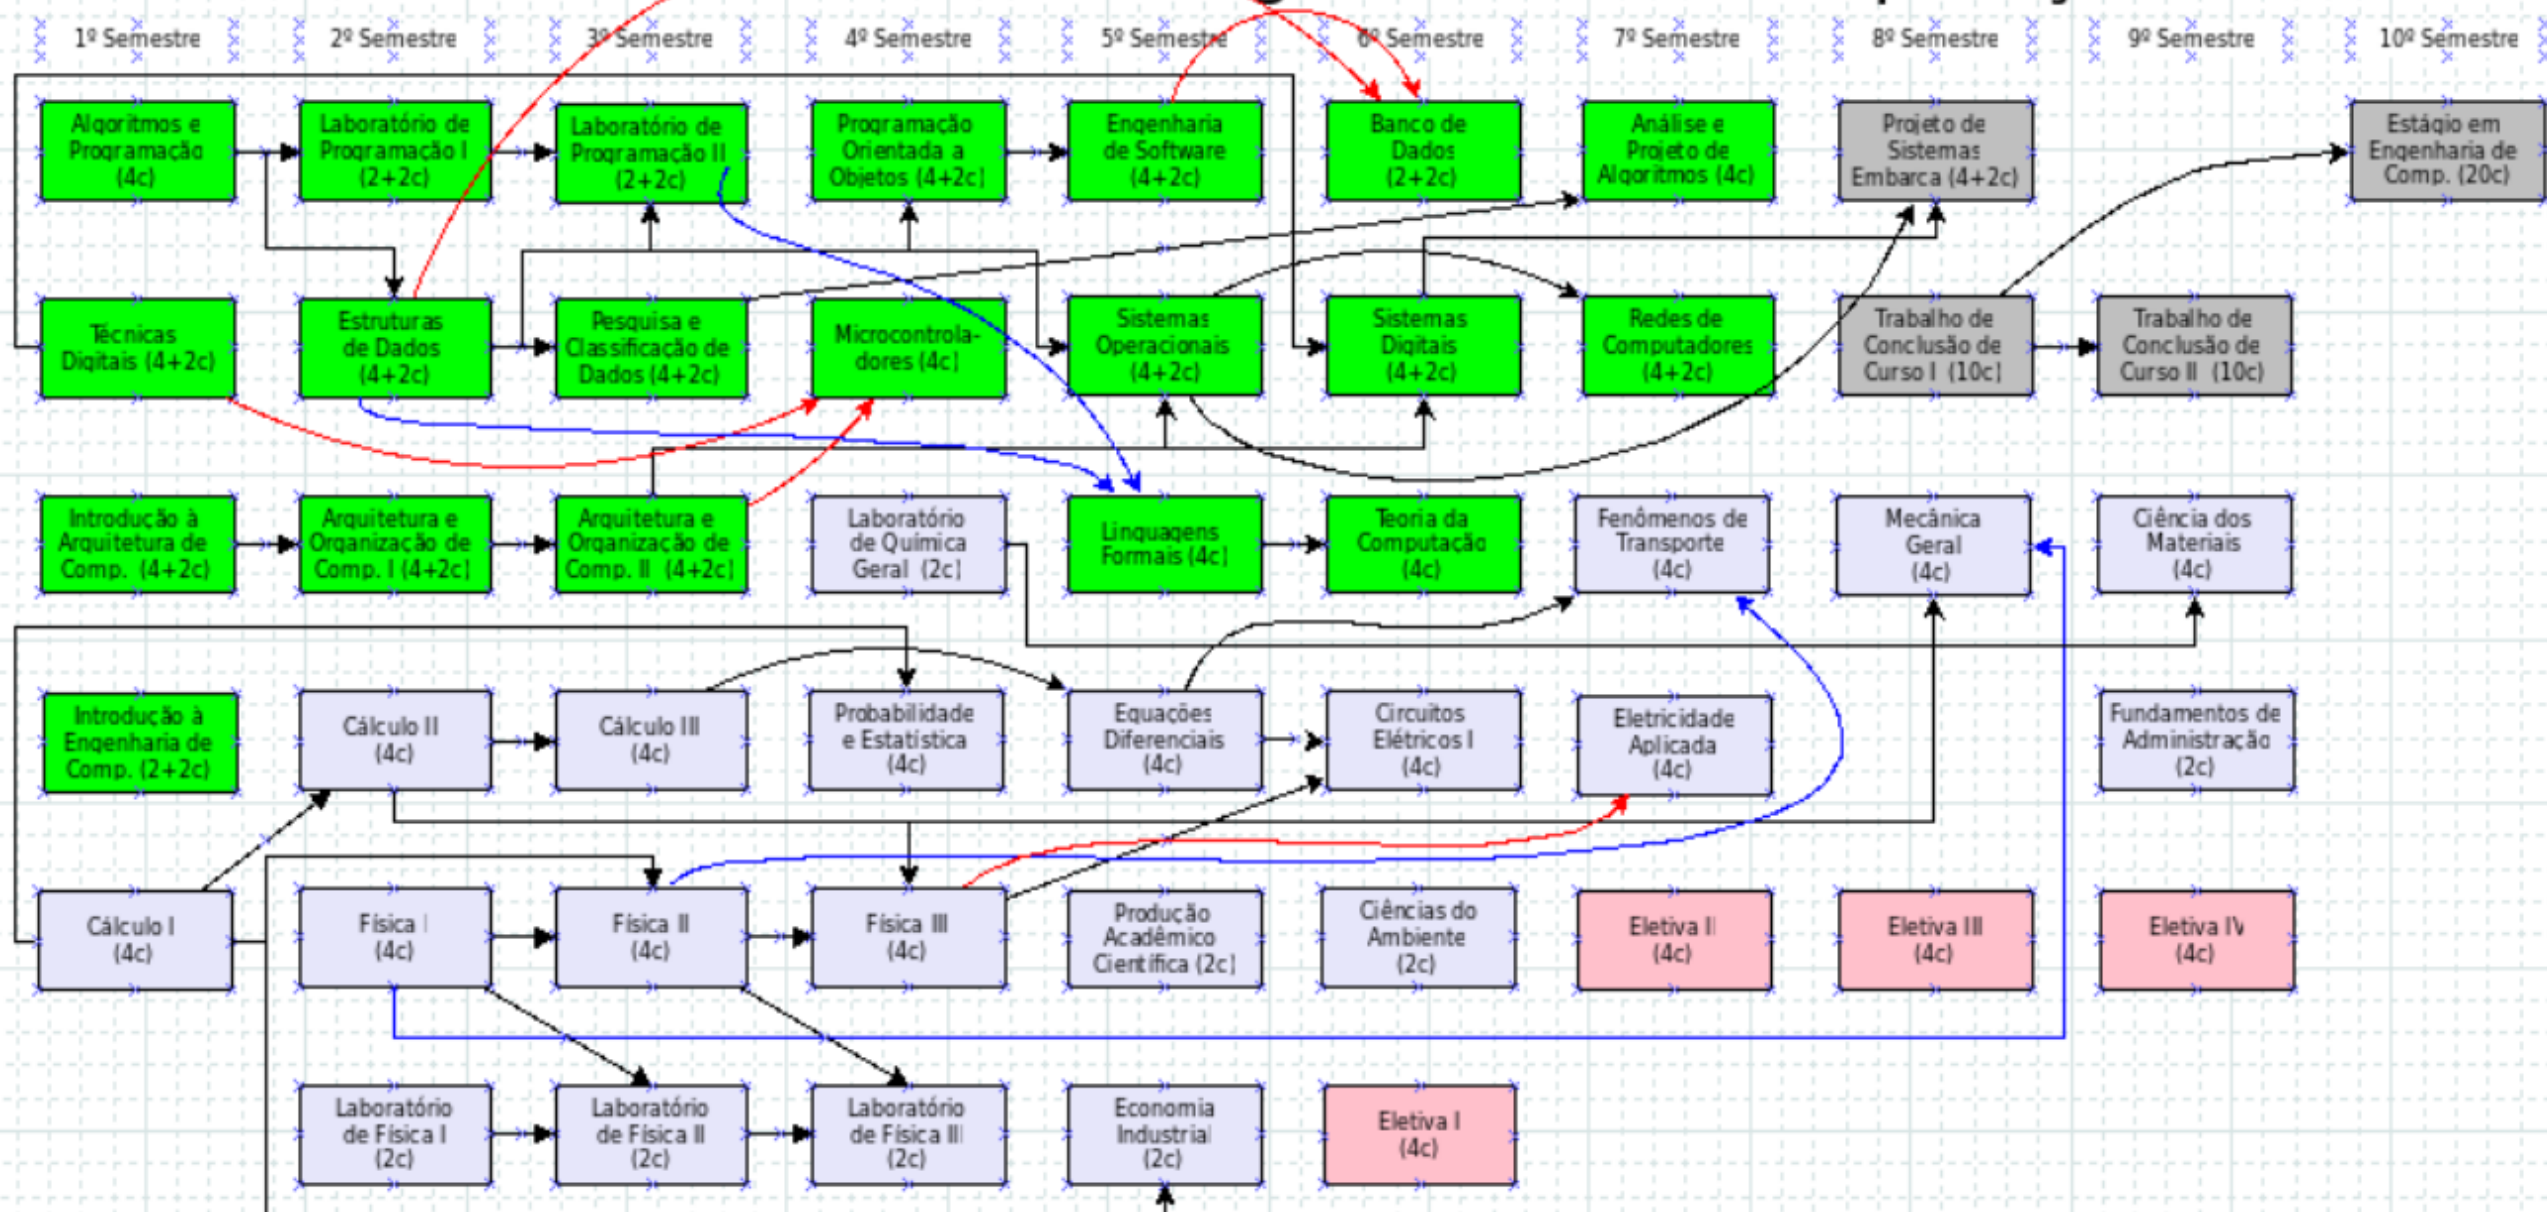 1º Semestre
2º Semestre
3º Semestre
4º Semestre
5º Semestre
6º Semestre
7º Semestre
8º Semestre
9º Semestre
10º Semestre
Algoritmos e
Programação
(4c)
Laboratório de
Programação I
(2+2c)
Laboratório de
Programação II
(2+2c)
Programação
Orientada a
Objetos (4+2c)
Engenharia
de Software
(4+2c)
Banco de
Dados
(2+2c)
Análise e
Projeto de
Algoritmos (4c)
Projeto de
Sistemas
Embarca (4+2c)
Estágio em
Engenharia de
Comp. (20c)
Técnicas
Digitais (4+2c)
Estruturas
de Dados
(4+2c)
Pesquisa e
Classificação de
Dados (4+2c)
Microcontrola-
dores (4c)
Sistemas
Operacionais
(4+2c)
Sistemas
Digitais
(4+2c)
Redes de
Computadores
(4+2c)
Trabalho de
Conclusão de
Curso I (10c)
Trabalho de
Conclusão de
Curso II (10c)
Introdução à
Arquitetura de
Comp. (4+2c)
Arquitetura e
Organização de
Comp. I (4+2c)
Arquitetura e
Organização de
Comp. II (4+2c)
Laboratório
de Química
Geral (2c)
Linguagens
Formais (4c)
Teoria da
Computação
(4c)
Fenômenos de
Transporte
(4c)
Mecânica
Geral
(4c)
Ciência dos
Materiais
(4c)
Introdução à
Engenharia de
Comp. (2+2c)
Cálculo II
(4c)
Cálculo III
(4c)
Probabilidade
e Estatística
(4c)
Equações
Diferenciais
(4c)
Circuitos
Elétricos I
(4c)
Eletricidade
Aplicada
(4c)
Fundamentos de
Administração
(2c)
Cálculo I
(4c)
Física I
(4c)
Física II
(4c)
Física III
(4c)
Produção
Acadêmico
Científica (2c)
Ciências do
Ambiente
(2c)
Eletiva II
(4c)
Eletiva III
(4c)
Eletiva IV
(4c)
Laboratório
de Física I
(2c)
Laboratório
de Física II
(2c)
Laboratório
de Física III
(2c)
Economia
Industrial
(2c)
Eletiva I
(4c)